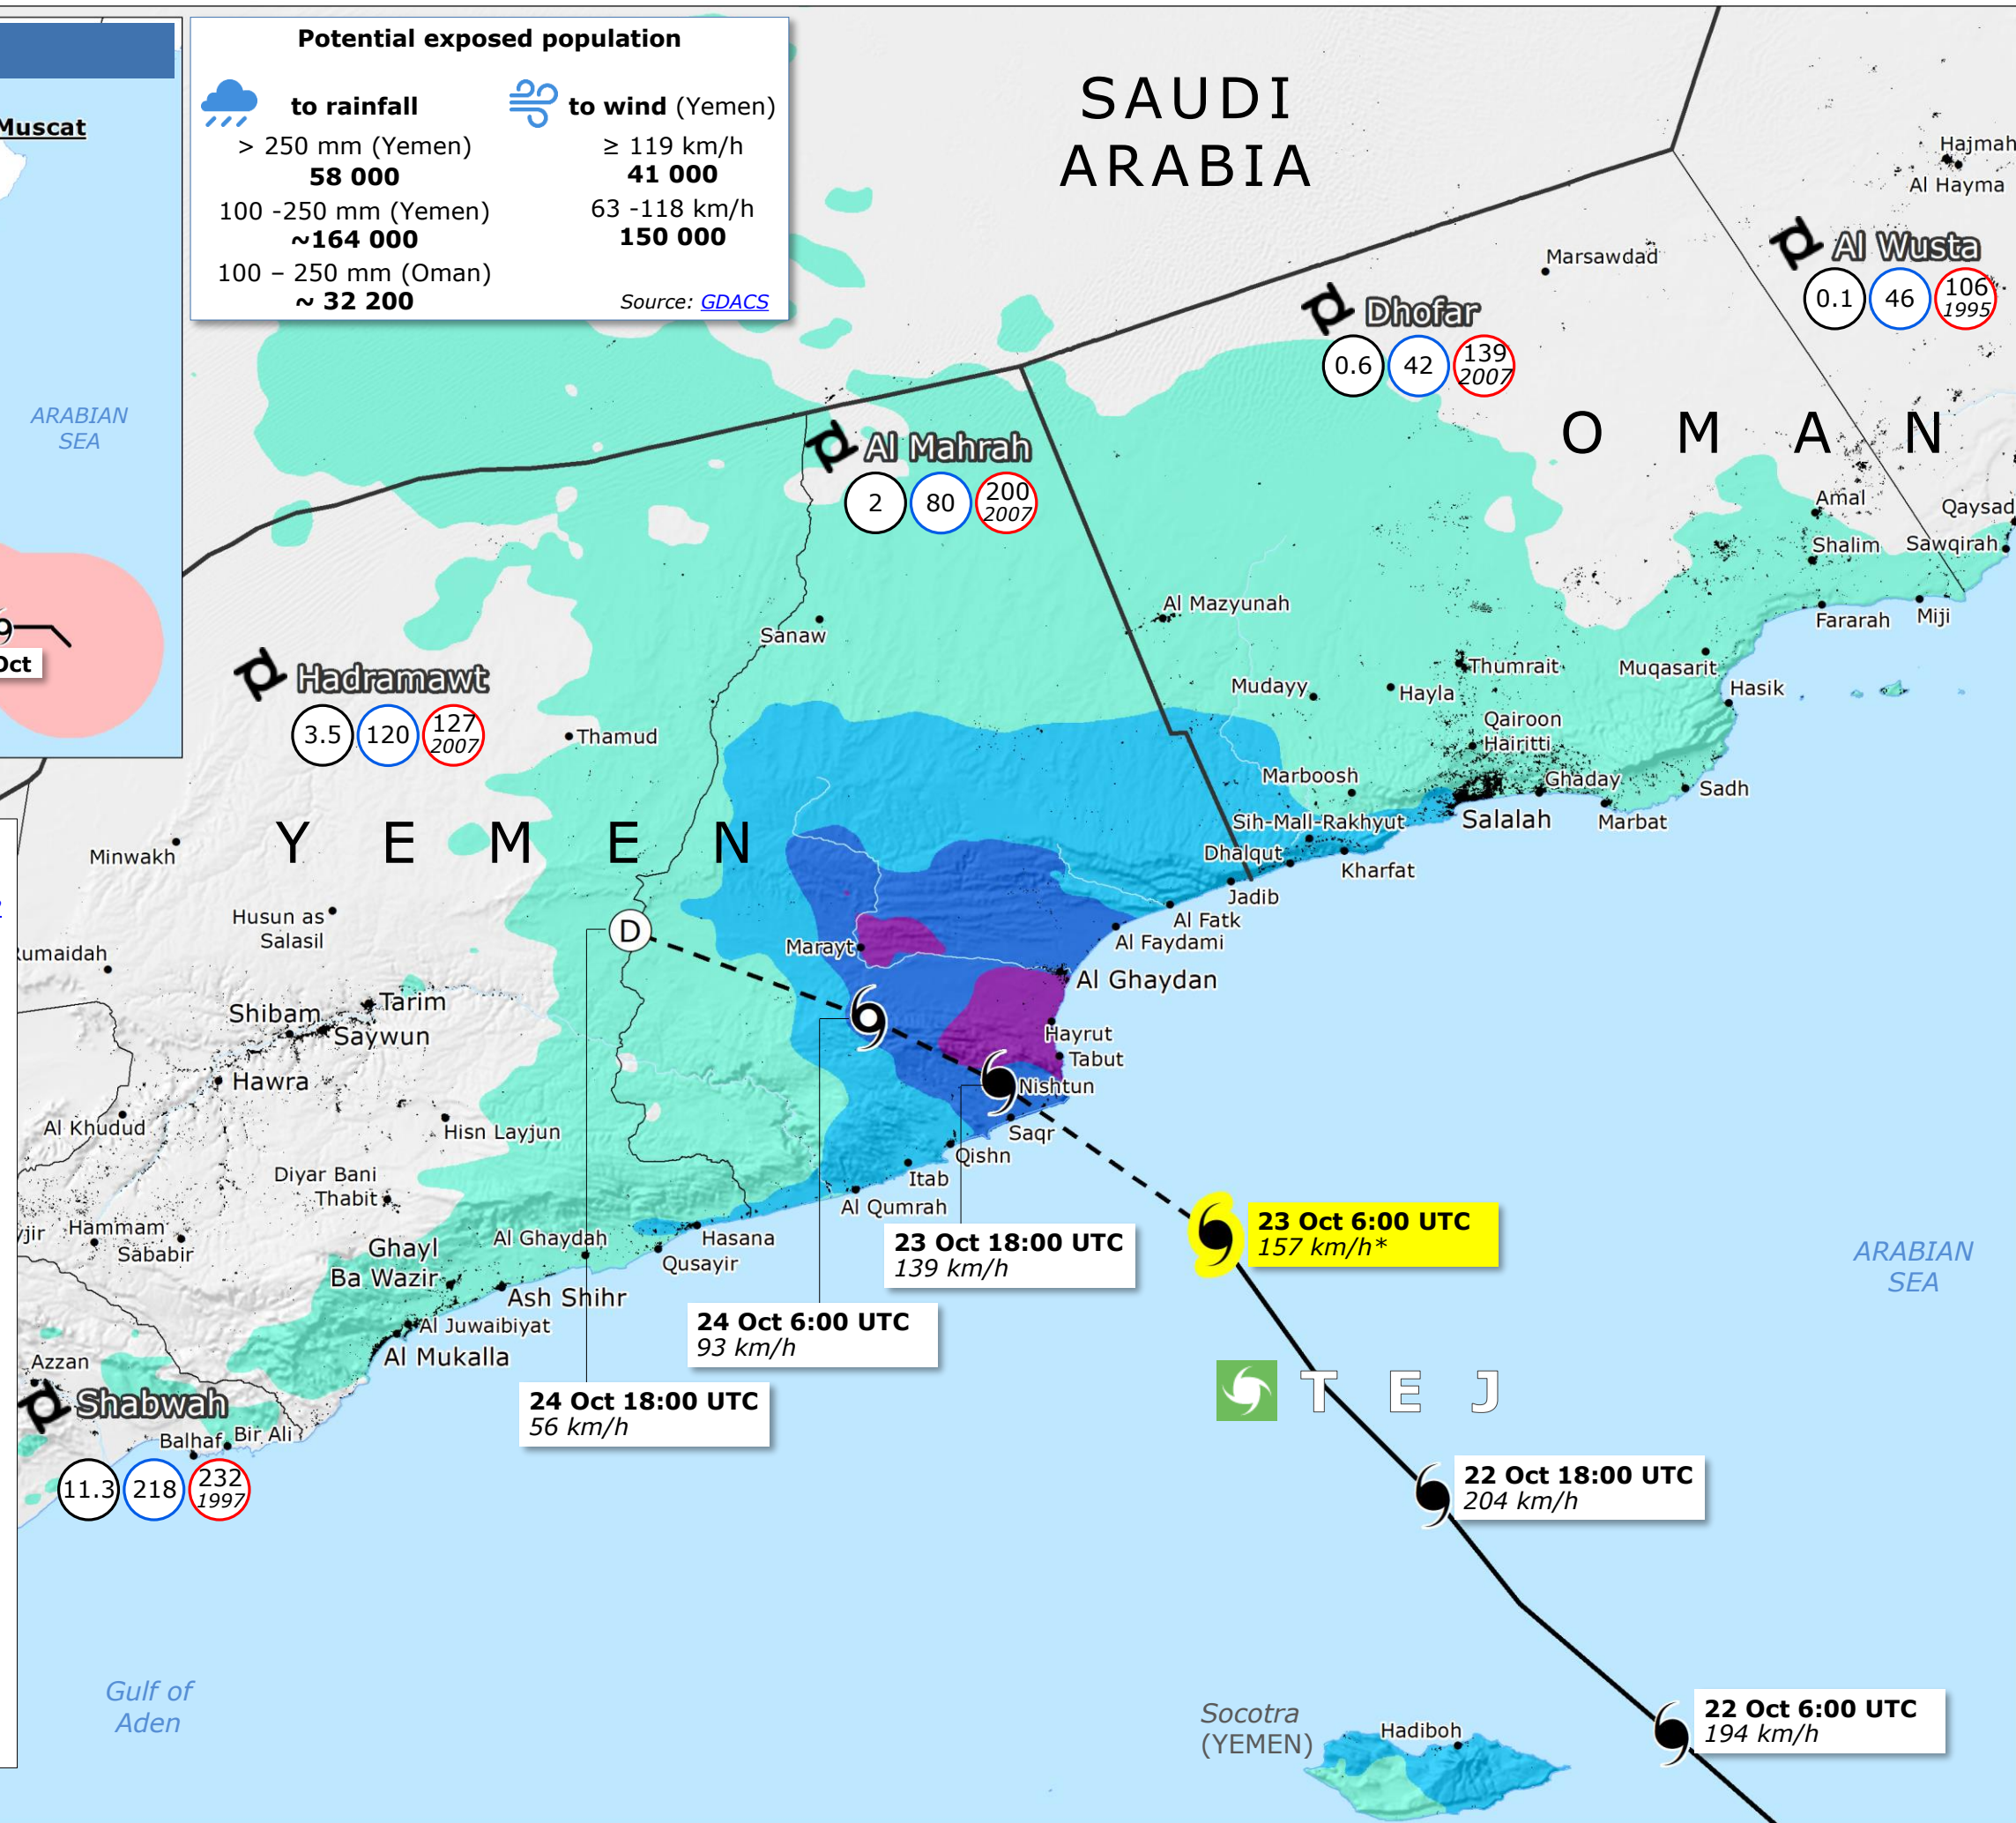 Muscat
ARABIAN
SEA
Oct
Potential exposed population
to rainfall
> 250 mm (Yemen)
58 000
100 -250 mm (Yemen)
~164 000
100 – 250 mm (Oman)
~ 32 200
to wind (Yemen)
≥ 119 km/h
41 000
63 -118 km/h
150 000
Source: GDACS
SAUDI
ARABIA
Hajmah
Al Hayma
Al Wusta
0.1 46 106
1995
Marsawdad
Dhofar
0.6 42 139
2007
O M A N
Al Mahrah
2 80 200
2007
Amal
Qaysad
Shalim
Sawqirah
Fararah
Miji
Al Mazyunah
Sanaw
Thumrait
Muqasarit
Hasik
Mudayy
Hayla
Qairoon
Hairitti
Hadramawt
3.5 120 127
2007
Thamud
Marboosh
Ghaday
Sadh
Sih-Mall-Rakhyut
Salalah
Marbat
Dhalqut
Kharfat
Jadib
Al Fatk
Al Faydami
Y E M E N
Minwakh
Husun as
Salasil
D
Marayt
Al Ghaydan
Rumaidah
Tarim
Shibam
Saywun
Hayrut
Tabut
Hawra
Nishtun
Al Khudud
Hisn Layjun
Saqr
Qishn
Diyar Bani
Thabit
Itab
Al Qumrah
Hammam
Sababir
Al Ghaydah
Hasana
Qusayir
Ghayl
Ba Wazir
Ash Shihr
Al Juwaibiyat
Al Mukalla
Azzan
Shabwah
Balhaf
Bir Ali
11.3 218 232
1997
23 Oct 6:00 UTC
157 km/h*
23 Oct 18:00 UTC
139 km/h
24 Oct 6:00 UTC
93 km/h
24 Oct 18:00 UTC
56 km/h
ARABIAN
SEA
T E J
22 Oct 18:00 UTC
204 km/h
22 Oct 6:00 UTC
194 km/h
Gulf of
Aden
Socotra
(YEMEN)
Hadiboh